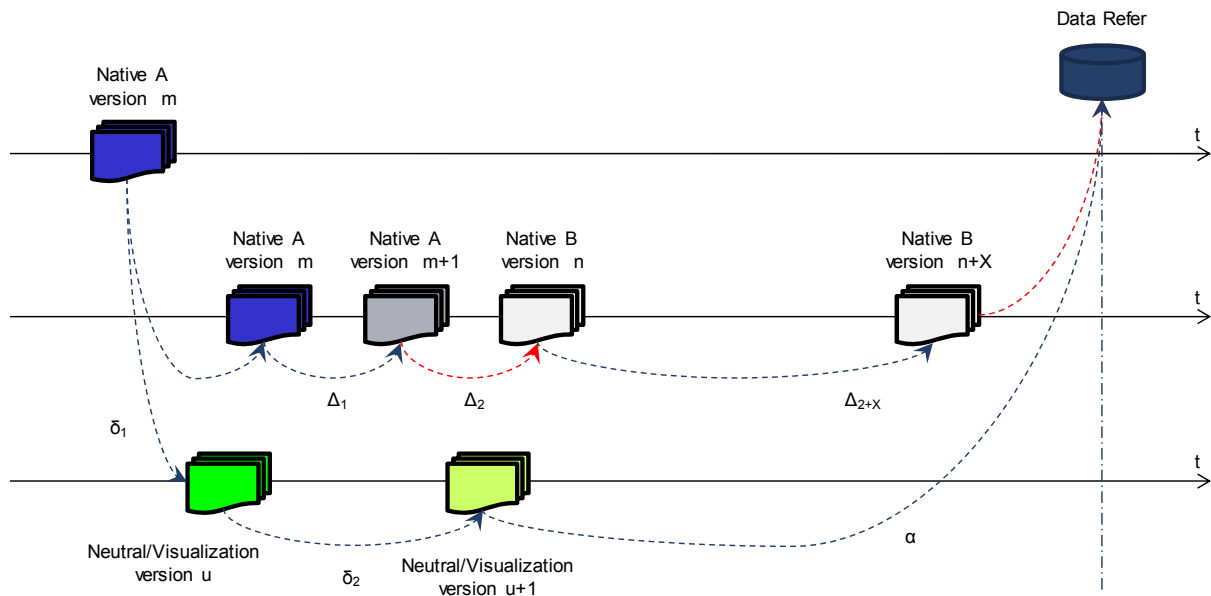 Data Refer
Native A
version m
t
Native A
version m
Native A
version m+1
Native B
version n
Native B
version n+X
t
Δ1
Δ2
Δ2+X
δ1
t
Neutral/Visualization
version u
δ2
Neutral/Visualization
version u+1
α